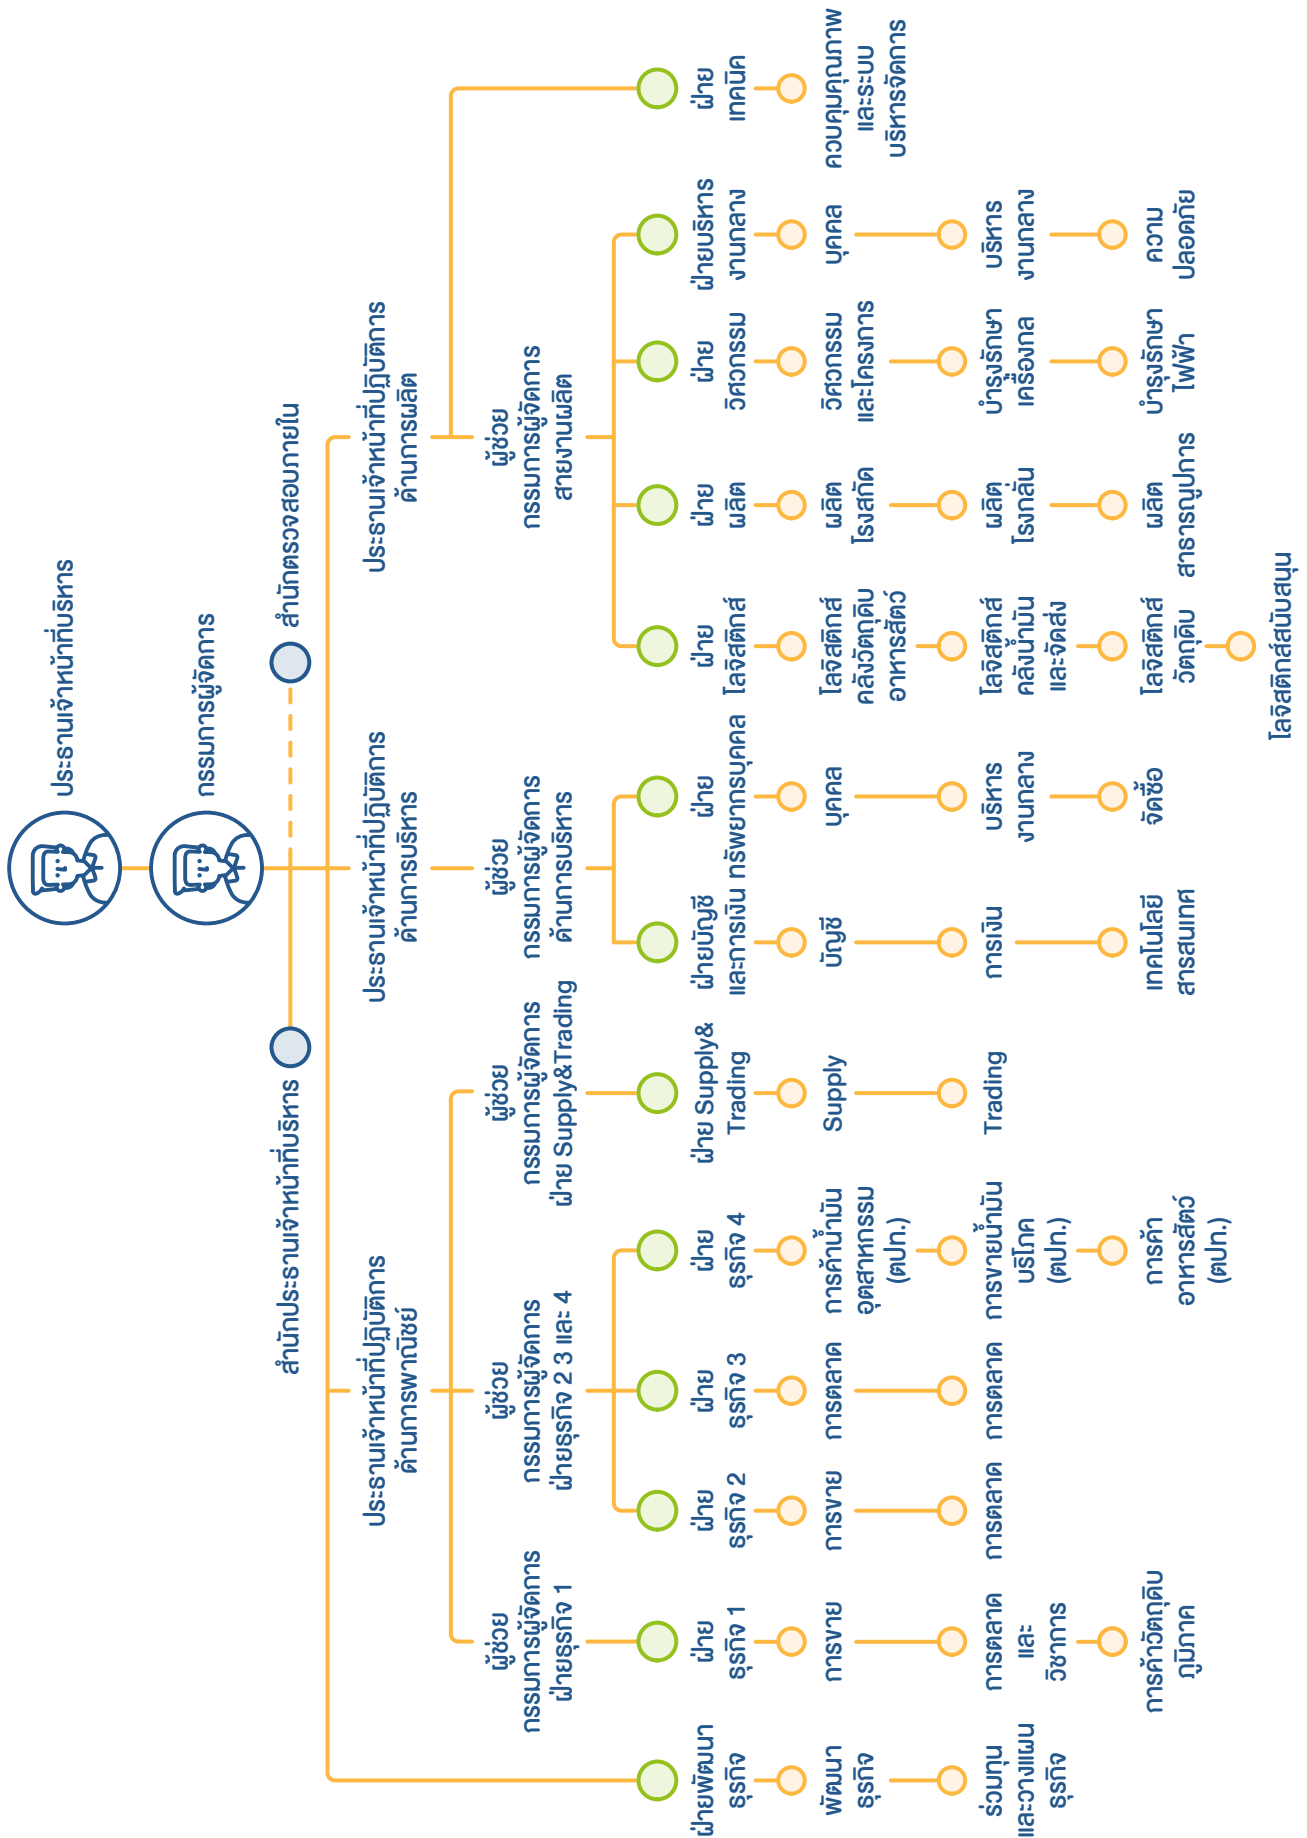 ประธานเจ้าหน้าที่บริหาร
กรรมการผู้จัดการ
สำนักประธานเจ้าหน้าที่บริหาร
สำนักตรวจสอบภายใน
ประธานเจ้าหน้าที่ปฏิบัติการ
ด้านการพาณิชย์
ประธานเจ้าหน้าที่ปฏิบัติการ
ด้านการบริหาร
ประธานเจ้าหน้าที่ปฏิบัติการ
ด้านการผลิต
ผู้ช่วย
กรรมการผู้จัดการ
ฝ่ายธุรกิจ 1
ผู้ช่วย
กรรมการผู้จัดการ
ฝ่ายธุรกิจ 2 3 และ 4
ผู้ช่วย
กรรมการผู้จัดการ
ฝ่าย Supply&Trading
ผู้ช่วย
กรรมการผู้จัดการ
ด้านการบริหาร
ผู้ช่วย
กรรมการผู้จัดการ
สายงานผลิต
ฝ่ายพัฒนา
ธุรกิจ
พัฒนา
ธุรกิจ
ร่วมทุน
และวางแผน
ธุรกิจ
ฝ่าย
ธุรกิจ 1
การขาย
การตลาด
และ
วิชาการ
การค้าวัตถุดิบ
ภูมิภาค
ฝ่าย
ธุรกิจ 2
การขาย
การตลาด
ฝ่าย
ธุรกิจ 3
การตลาด
การตลาด
ฝ่าย
ธุรกิจ 4
การค้าน้ำมัน
อุตสาหกรรม
(ตปท.)
การขายน้ำมัน
บริโภค
(ตปท.)
การค้า
อาหารสัตว์
(ตปท.)
ฝ่าย Supply&
Trading
Supply
Trading
ฝ่ายบัญชี
และการเงิน
บัญชี
การเงิน
เทคโนโลยี
สารสนเทศ
ฝ่าย
ทรัพยากรบุคคล
บุคคล
บริหาร
งานกลาง
จัดซื้อ
ฝ่าย
โลจิสติกส์
โลจิสติกส์
คลังวัตถุดิบ
อาหารสัตว์
โลจิสติกส์
คลังน้ำมัน
และจัดส่ง
โลจิสติกส์
วัตถุดิบ
โลจิสติกส์สนับสนุน
ฝ่าย
ผลิต
ผลิต
โรงสกัด
ผลิต
โรงกลั่น
ผลิต
สาธารณูปการ
ฝ่าย
วิศวกรรม
วิศวกรรม
และโครงการ
บำรุงรักษา
เครื่องกล
บำรุงรักษา
ไฟฟ้า
ฝ่ายบริหาร
งานกลาง
บุคคล
บริหาร
งานกลาง
ความ
ปลอดภัย
ฝ่าย
เทคนิค
ควบคุมคุณภาพ
และระบบ
บริหารจัดการ